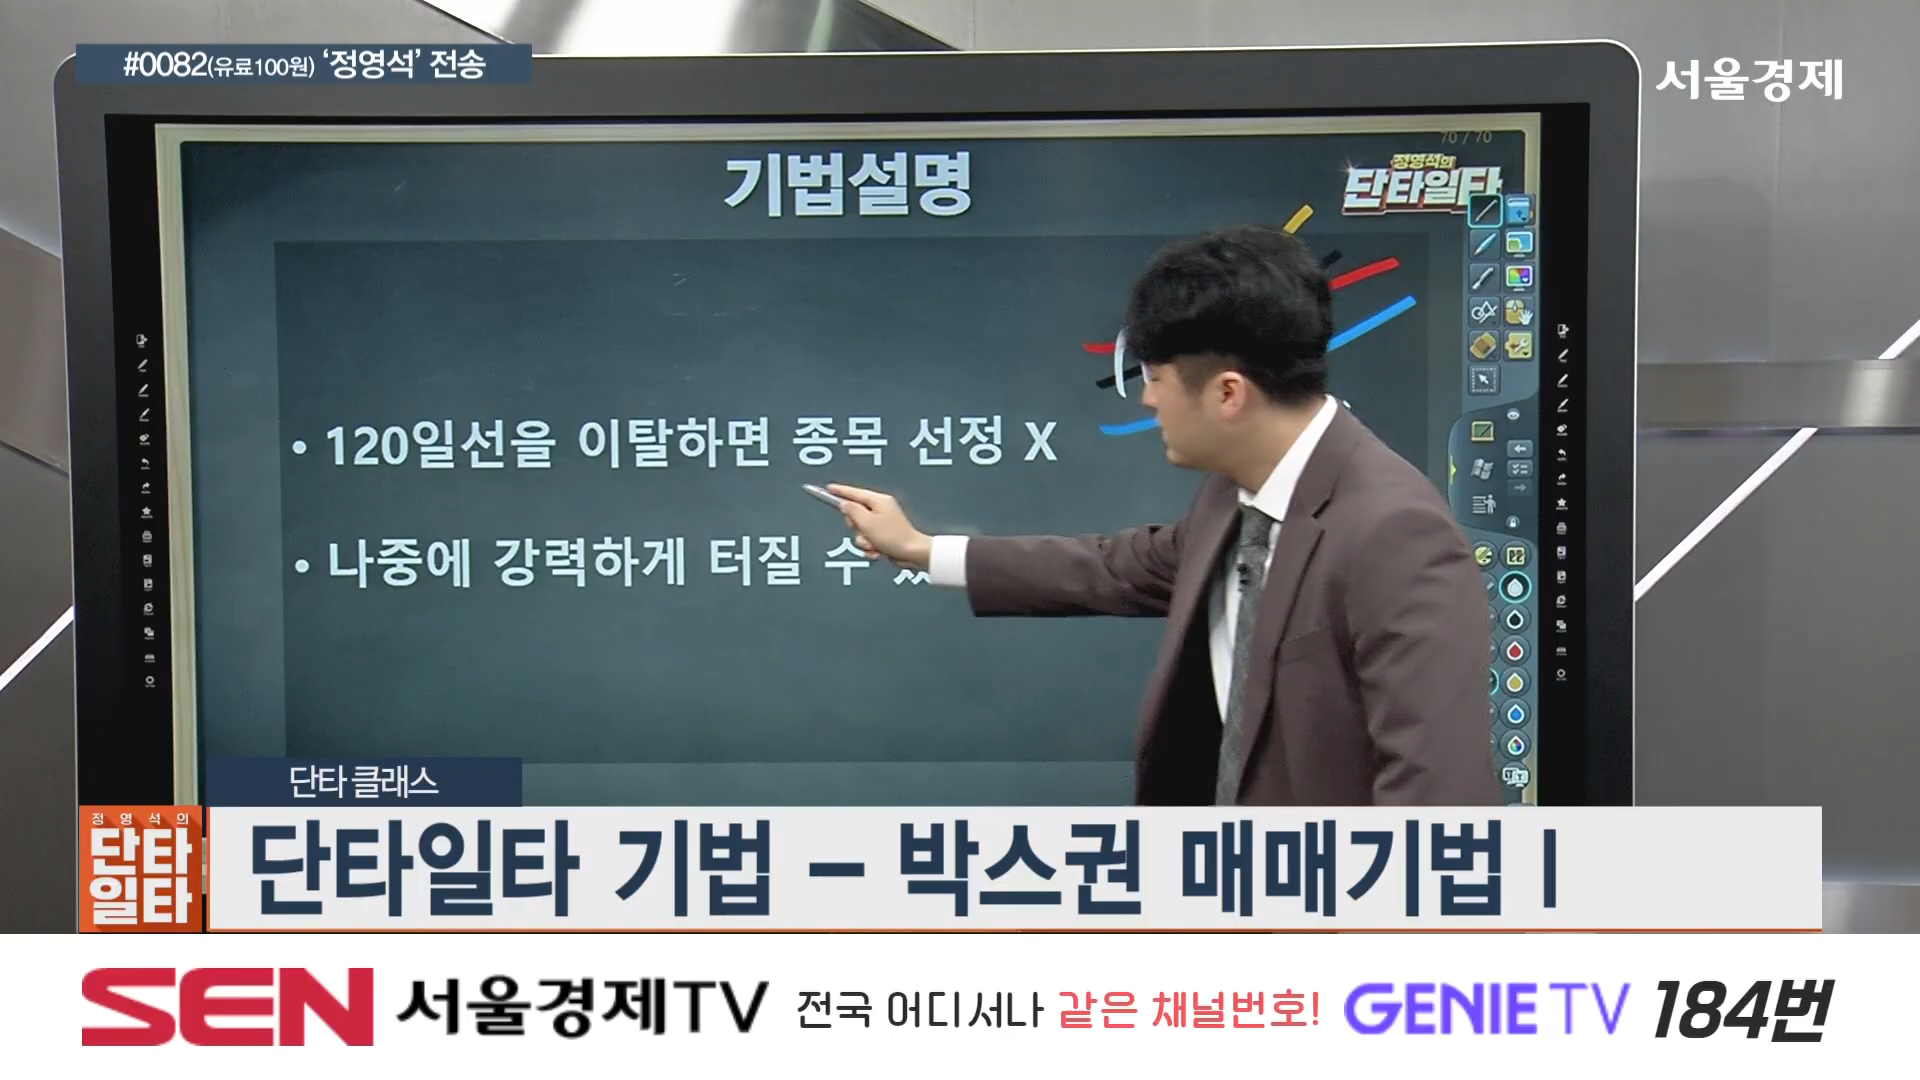 #0082(유료100원) ‘정영석’ 전송
서울경제
70 / 70
기법설명
정영석의
단타일타
• 120일선을 이탈하면 종목 선정 X
• 나중에 강력하게 터질 수
단타 클래스
정영석의
단타
일타
단타일타 기법 – 박스권 매매기법 I
SEN 서울경제TV 전국 어디서나 같은 채널번호! GENIE TV 184번